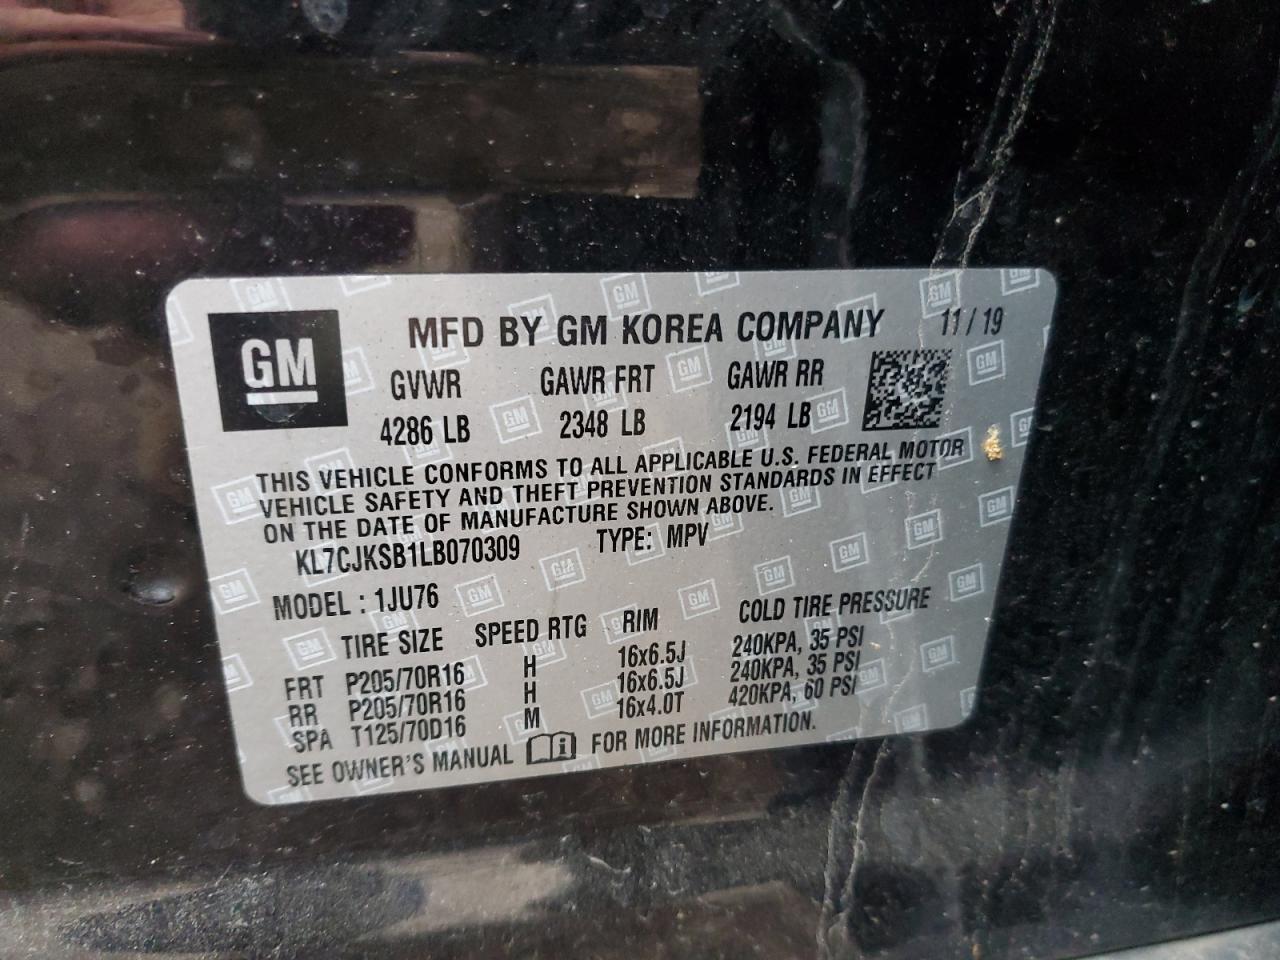 GM
MFD BY GM KOREA COMPANY 11/19
GVWR GAWR FRT GAWR RR
4286 LB 2348 LB 2194 LB
THIS VEHICLE CONFORMS TO ALL APPLICABLE U.S. FEDERAL MOTOR
VEHICLE SAFETY AND THEFT PREVENTION STANDARDS IN EFFECT
ON THE DATE OF MANUFACTURE SHOWN ABOVE.
KL7CJKSB1LB070309 TYPE: MPV
MODEL : 1JU76
TIRE SIZE SPEED RTG RIM COLD TIRE PRESSURE
FRT P205/70R16 H 16x6.5J 240KPA, 35 PSI
RR P205/70R16 H 16x6.5J 240KPA, 35 PSI
SPA T125/70D16 M 16x4.0T 420KPA, 60 PSI
SEE OWNER'S MANUAL i FOR MORE INFORMATION.